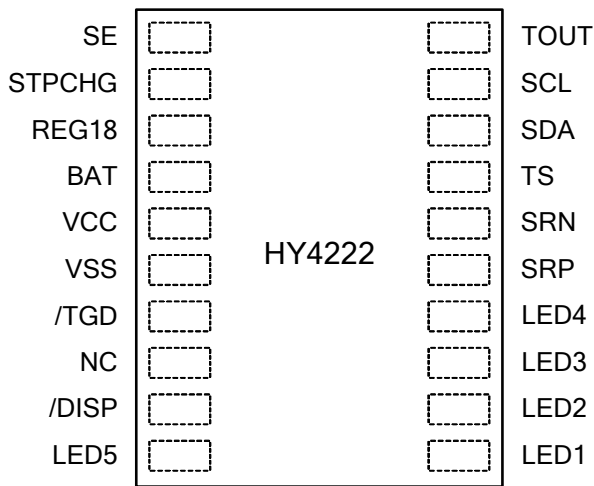 SE TOUT
STPCHG SCL
REG18 SDA
BAT TS
VCC SRN
HY4222
VSS SRP
/TGD LED4
NC LED3
/DISP LED2
LED5 LED1